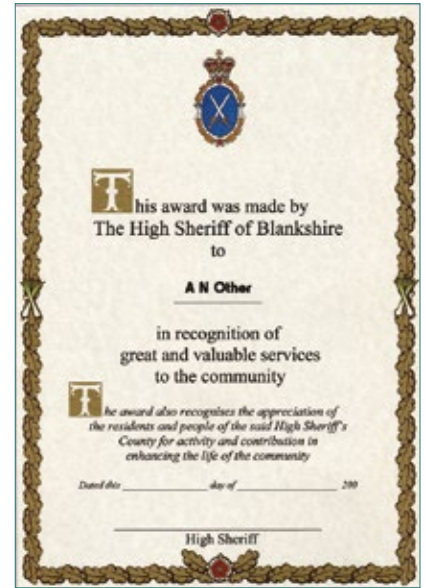 This award was made by
The High Sheriff of Blankshire
to
A N Other
in recognition of
great and valuable services
to the community
The award also recognises the appreciation of
the residents and people of the said High Sheriff's
County for activity and contribution in
enhancing the life of the community
Dated this ____________ day of ____________ 200
High Sheriff